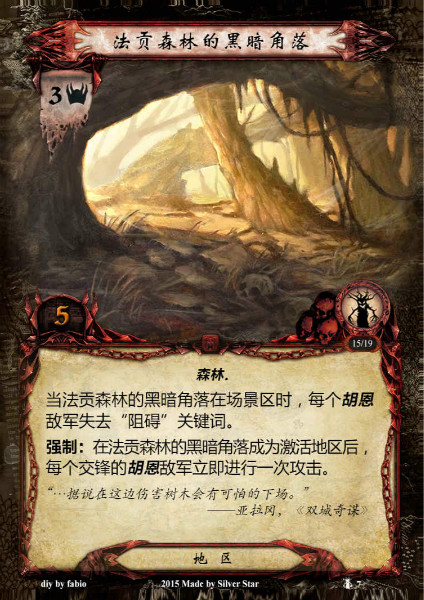 法贡森林的黑暗角落
3
5
15/19
森林.
当法贡森林的黑暗角落在场景区时，每个胡恩
敌军失去“阻碍”关键词。
强制：在法贡森林的黑暗角落成为激活地区后，
每个交锋的胡恩敌军立即进行一次攻击。
“…据说在这边伤害树木会有可怕的下场。”
——亚拉冈，《双城奇谋》
地 区
diy by fabio 2015 Made by Silver Star